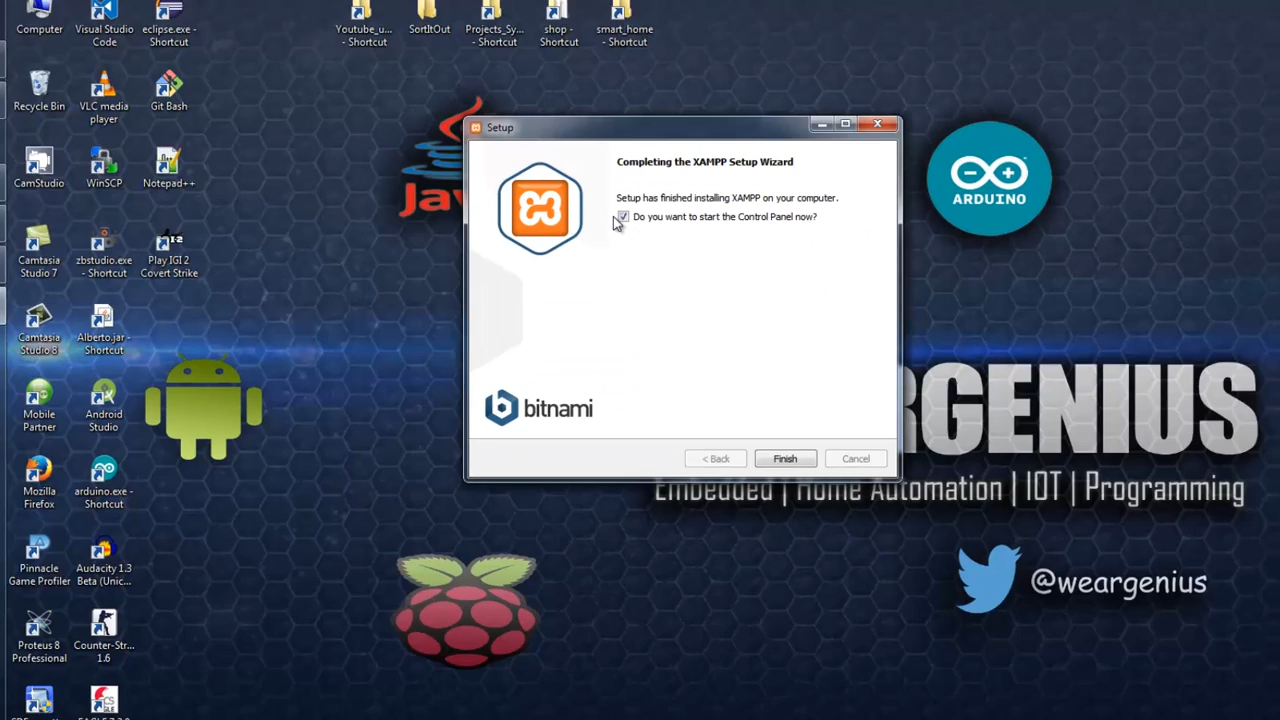 Computer
Visual Studio
Code
eclipse.exe -
Shortcut
Youtube_u...
- Shortcut
SortItOut
Projects_Sy...
- Shortcut
shop -
Shortcut
smart_home
- Shortcut
Recycle Bin
VLC media
player
Git Bash
CamStudio
WinSCP
Notepad++
Camtasia
Studio 7
zbstudio.exe
- Shortcut
Play IGI 2
Covert Strike
Camtasia
Studio 8
Alberto.jar -
Shortcut
Mobile
Partner
Android
Studio
Mozilla
Firefox
arduino.exe -
Shortcut
Pinnacle
Game Profiler
Audacity 1.3
Beta (Unic...
Proteus 8
Professional
Counter-Str...
1.6
Setup
Completing the XAMPP Setup Wizard
Setup has finished installing XAMPP on your computer.
Do you want to start the Control Panel now?
bitnami
< Back
Finish
Cancel
ARDUINO
RGENIUS
Embedded | Home Automation | IOT | Programming
@weargenius